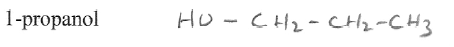 1-propanol HO - CH₂ - CH₂ - CH₃